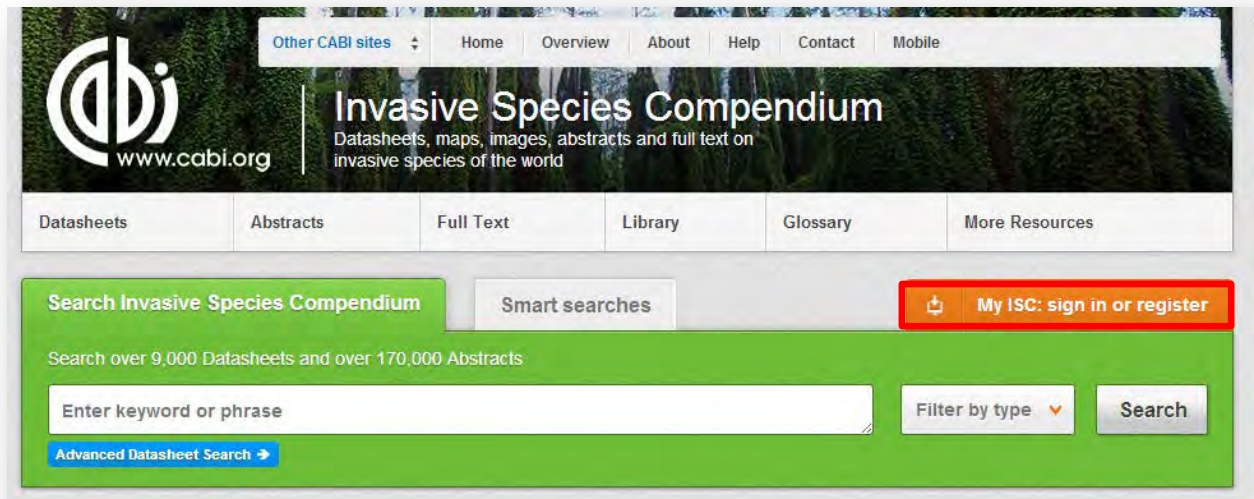 Other CABI sites Home Overview About Help Contact Mobile
cabi
www.cabi.org
Invasive Species Compendium
Datasheets, maps, images, abstracts and full text on
invasive species of the world
Datasheets Abstracts Full Text Library Glossary More Resources
Search Invasive Species Compendium Smart searches My ISC: sign in or register
Search over 9,000 Datasheets and over 170,000 Abstracts
Enter keyword or phrase Filter by type Search
Advanced Datasheet Search